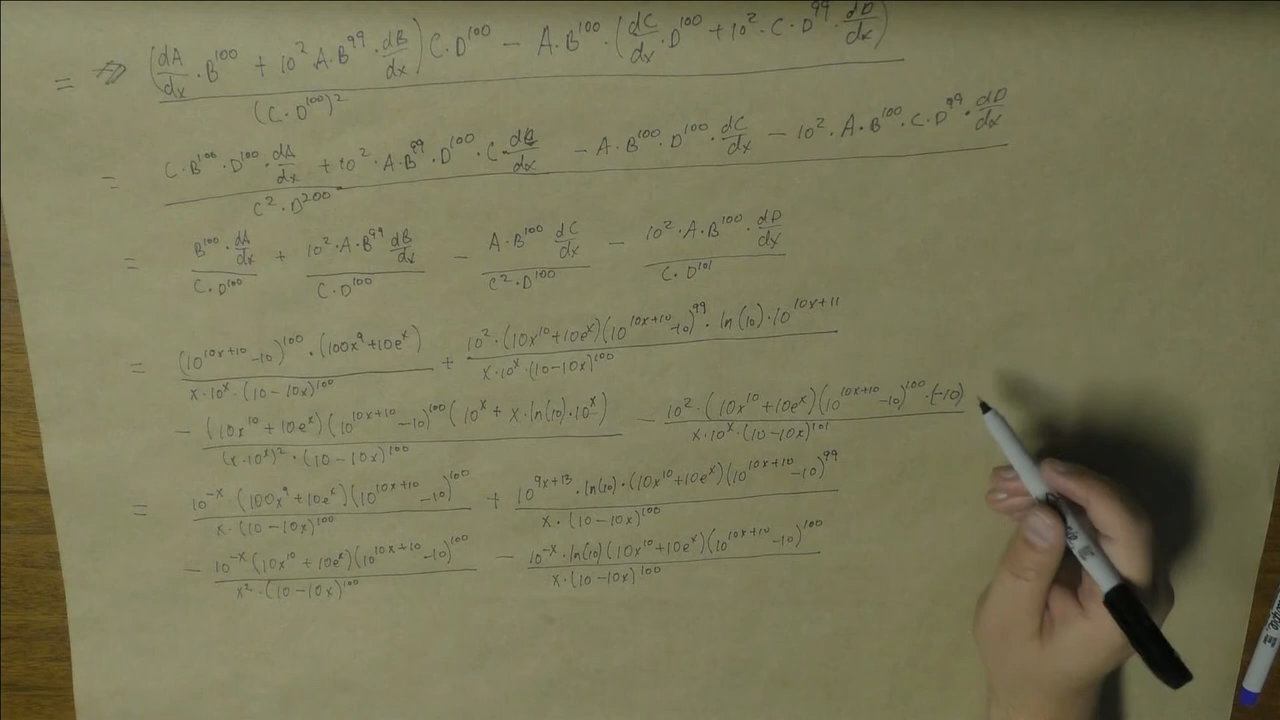 = ⇒ (dA/dx · B^100 + 10^2 · A · B^99 · dB/dx) C · D^100 − A · B^100 · (dC/dx · D^100 + 10^2 · C · D^99 · dD/dx) / (C · D^100)^2
= C · B^100 · D^100 · dA/dx + 10^2 · A · B^99 · D^100 · C · dB/dx − A · B^100 · D^100 · dC/dx − 10^2 · A · B^100 · C · D^99 · dD/dx / C^2 · D^200
= B^100 · dA/dx / C · D^100 + 10^2 · A · B^99 dB/dx / C · D^100 − A · B^100 dC/dx / C^2 · D^100 − 10^2 · A · B^100 · dD/dx / C · D^101
= (10^(10x+10) − 10)^100 · (100x^9 + 10e^x) / x · 10^x · (10 − 10x)^100 + 10^2 · (10x^10 + 10e^x)(10^(10x+10) − 10)^99 · ln(10) · 10^(10x+11) / x · 10^x · (10 − 10x)^100
− (10x^10 + 10e^x)(10^(10x+10) − 10)^100 (10^x + x · ln(10) · 10^x) / (x · 10^x)^2 · (10 − 10x)^100 − 10^2 · (10x^10 + 10e^x)(10^(10x+10) − 10)^100 · (−10) / x · 10^x · (10 − 10x)^101
= 10^−x · (100x^9 + 10e^x)(10^(10x+10) − 10)^100 / x · (10 − 10x)^100 + 10^(9x+13) · ln(10) · (10x^10 + 10e^x)(10^(10x+10) − 10)^99 / x · (10 − 10x)^100
− 10^−x (10x^10 + 10e^x)(10^(10x+10) − 10)^100 / x^2 · (10 − 10x)^100 − 10^−x · ln(10)(10x^10 + 10e^x)(10^(10x+10) − 10)^100 / x · (10 − 10x)^100